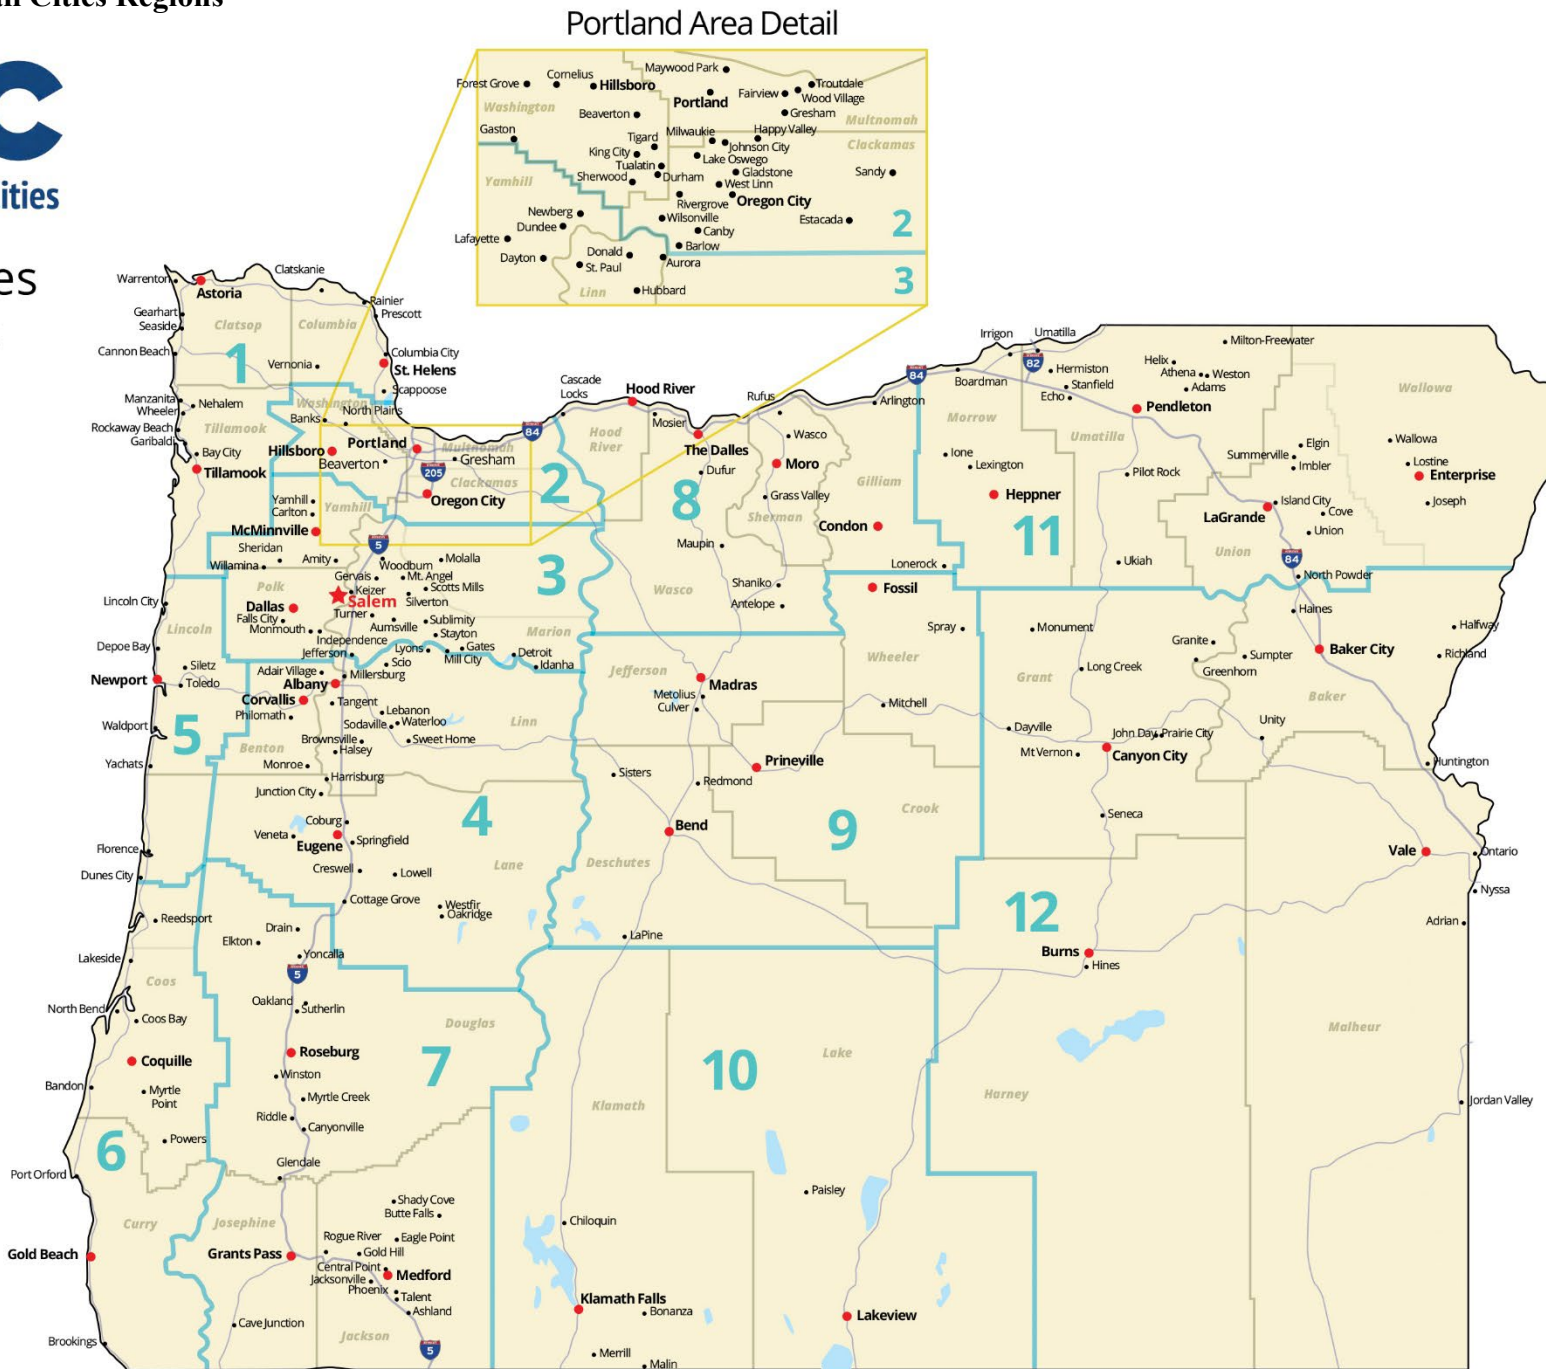 Cities Regions
Portland Area Detail
C
ities
es
Maywood Park
Cornelius
Forest Grove
Hillsboro
Troutdale
Portland
Fairview
Wood Village
Washington
Beaverton
Gresham
Multnomah
Gaston
Tigard
Milwaukie
Happy Valley
Johnson City
Clackamas
King City
Lake Oswego
Tualatin
Gladstone
Sandy
Sherwood
Durham
West Linn
Yamhill
Rivergrove
Oregon City
Newberg
Wilsonville
Estacada
2
Dundee
Canby
Lafayette
Barlow
Dayton
Donald
Aurora
St. Paul
3
Linn
Hubbard
Warrenton
Astoria
Clatskanie
Rainier
Prescott
Gearhart
Seaside
Clatsop
Columbia
Cannon Beach
1
Vernonia
Columbia City
St. Helens
Scappoose
Manzanita
Nehalem
Wheeler
Washington
North Plains
Banks
Rockaway Beach
Tillamook
Garibaldi
Bay City
Tillamook
Hillsboro
Portland
Beaverton
Multnomah
Gresham
205
Clackamas
2
Oregon City
84
Cascade
Locks
Hood River
Mosier
Hood
River
The Dalles
Dufur
Rufus
Wasco
Moro
8
Grass Valley
Sherman
Maupin
Shaniko
Antelope
Wasco
Arlington
84
Gilliam
Condon
Lonerock
Fossil
Irrigon
Umatilla
82
Boardman
Hermiston
Stanfield
Echo
Morrow
Ione
Lexington
Heppner
11
Milton-Freewater
Helix
Athena
Weston
Adams
Pendleton
Umatilla
Pilot Rock
Ukiah
Wallowa
Elgin
Summerville
Imbler
Wallowa
Lostine
Enterprise
Joseph
LaGrande
Island City
Cove
Union
Union
84
North Powder
Yamhill
Carlton
Yamhill
McMinnville
5
Sheridan
Willamina
Amity
Woodburn
Molalla
3
Gervais
Mt. Angel
Polk
Keizer
Scotts Mills
Salem
Silverton
Lincoln City
Dallas
Falls City
Turner
Aumsville
Sublimity
Monmouth
Stayton
Lincoln
Independence
Marion
Depoe Bay
Jefferson
Lyons
Gates
Detroit
Scio
Mill City
Idanha
Siletz
Adair Village
Millersburg
Newport
Toledo
Albany
Corvallis
Tangent
Philomath
Lebanon
Sodaville
Waterloo
Linn
Waldport
5
Brownsville
Sweet Home
Benton
Halsey
Yachats
Monroe
Harrisburg
Junction City
Coburg
4
Veneta
Eugene
Springfield
Florence
Creswell
Lowell
Lane
Dunes City
Cottage Grove
Westfir
Oakridge
Jefferson
Madras
Metolius
Culver
Sisters
Redmond
Prineville
Bend
Deschutes
LaPine
Spray
Wheeler
Mitchell
Crook
9
Monument
Long Creek
Grant
Dayville
Mt Vernon
John Day
Prairie City
Canyon City
Seneca
Haines
Halfway
Granite
Sumpter
Baker City
Richland
Greenhorn
Baker
Unity
Huntington
Vale
Ontario
Nyssa
Adrian
12
Burns
Hines
Malheur
Harney
Jordan Valley
Reedsport
Drain
Elkton
Yoncalla
5
Lakeside
Coos
Oakland
Sutherlin
North Bend
Coos Bay
Douglas
Coquille
Roseburg
7
Bandon
Winston
Myrtle
Point
Myrtle Creek
Riddle
Canyonville
Powers
6
Glendale
Port Orford
Curry
Josephine
Shady Cove
Butte Falls
Rogue River
Eagle Point
Gold Beach
Grants Pass
Gold Hill
Central Point
Medford
Jacksonville
Phoenix
Talent
Ashland
Cave Junction
Jackson
5
Brookings
10
Lake
Klamath
Paisley
Chiloquin
Klamath Falls
Bonanza
Lakeview
Merrill
Malin